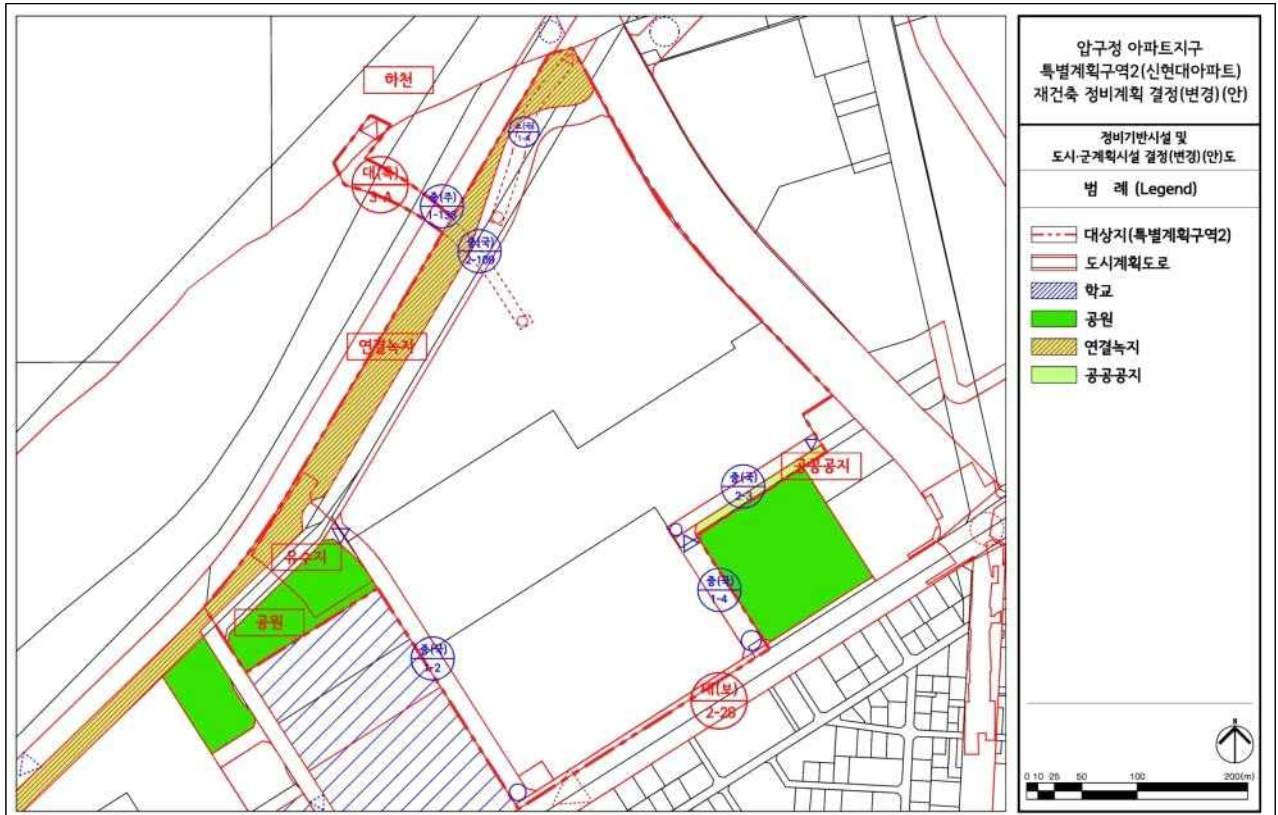 압구정 아파트지구
특별계획구역2(신현대아파트)
재건축 정비계획 결정(변경)(안)
정비기반시설 및
도시·군계획시설 결정(변경)(안)도
범 례 (Legend)
대상지(특별계획구역2)
도시계획도로
학교
공원
연결녹지
공공공지
0 10 25 50 100 200(m)
하천
1-4
대(특)
3-A
중(주)
중(국)
2-109
연결녹지
공공공지
중(국)
2-3
유수지
중(국)
1-4
공원
중(국)
1-2
대(보)
2-28